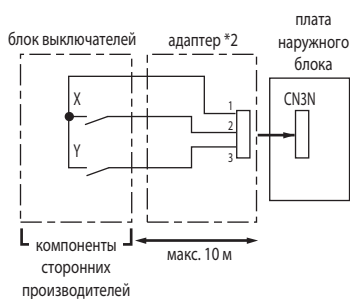 плата
наружного
блока
блок выключателей
адаптер *2
X
Y
1
2
3
CN3N
компоненты
сторонних
производителей
макс. 10 м